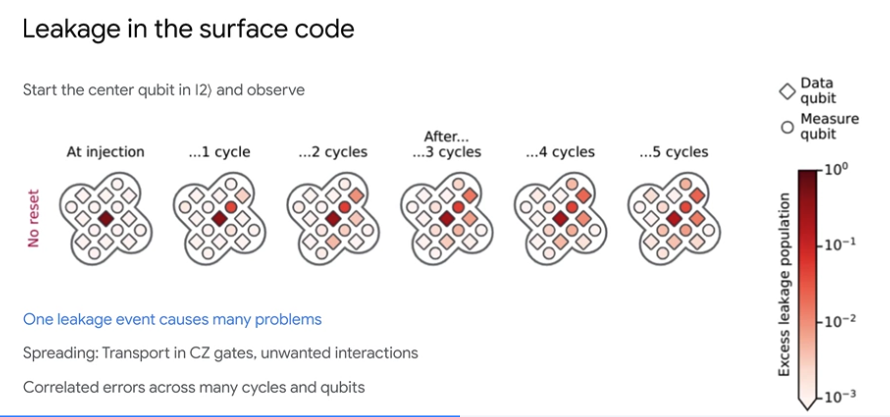 Leakage in the surface code
Start the center qubit in l2) and observe
At injection
...1 cycle
...2 cycles
After...
...3 cycles
...4 cycles
...5 cycles
No reset
Data
qubit
Measure
qubit
Excess leakage population
10⁰
10⁻¹
10⁻²
10⁻³
One leakage event causes many problems
Spreading: Transport in CZ gates, unwanted interactions
Correlated errors across many cycles and qubits